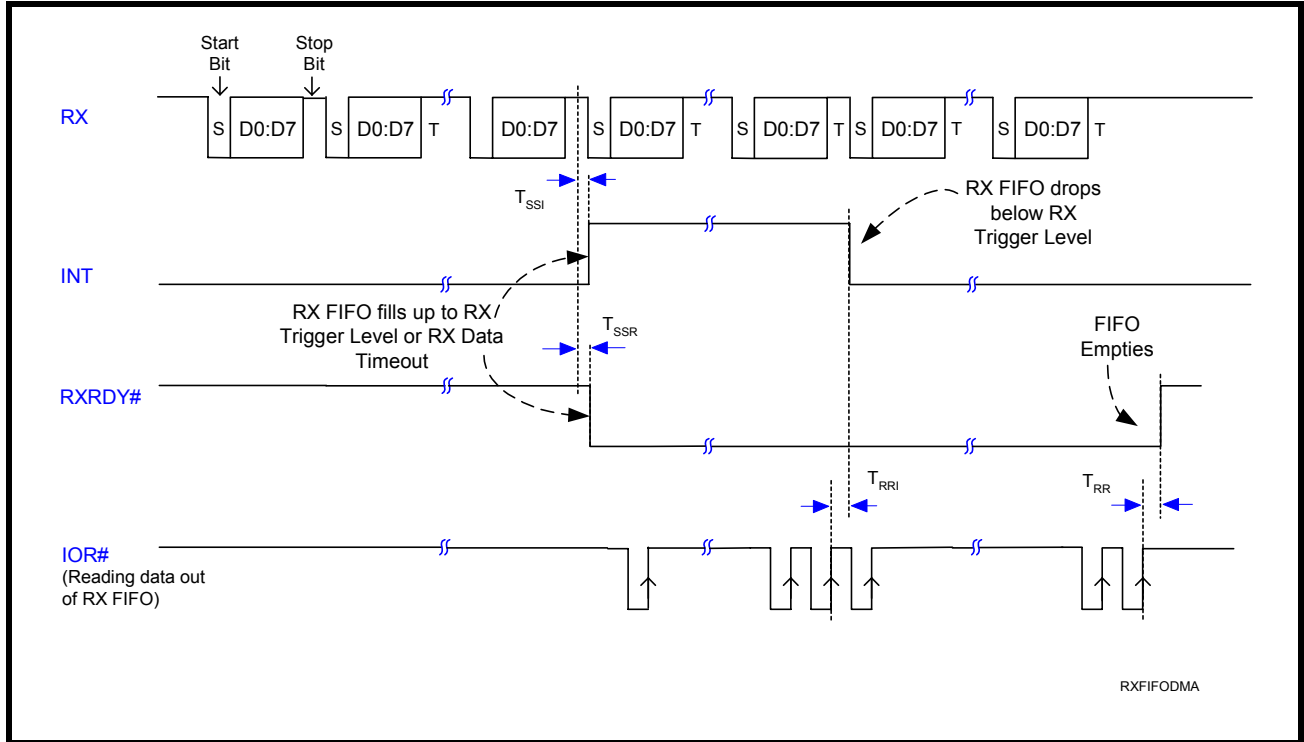 Start
Bit
Stop
Bit
RX
S D0:D7 S D0:D7 T D0:D7 S D0:D7 T S D0:D7 T S D0:D7 T S D0:D7 T
TSSI
RX FIFO drops
below RX
Trigger Level
INT
RX FIFO fills up to RX
Trigger Level or RX Data
Timeout
TSSR
FIFO
Empties
RXRDY#
TRRI
TRR
IOR#
(Reading data out
of RX FIFO)
RXFIFODMA